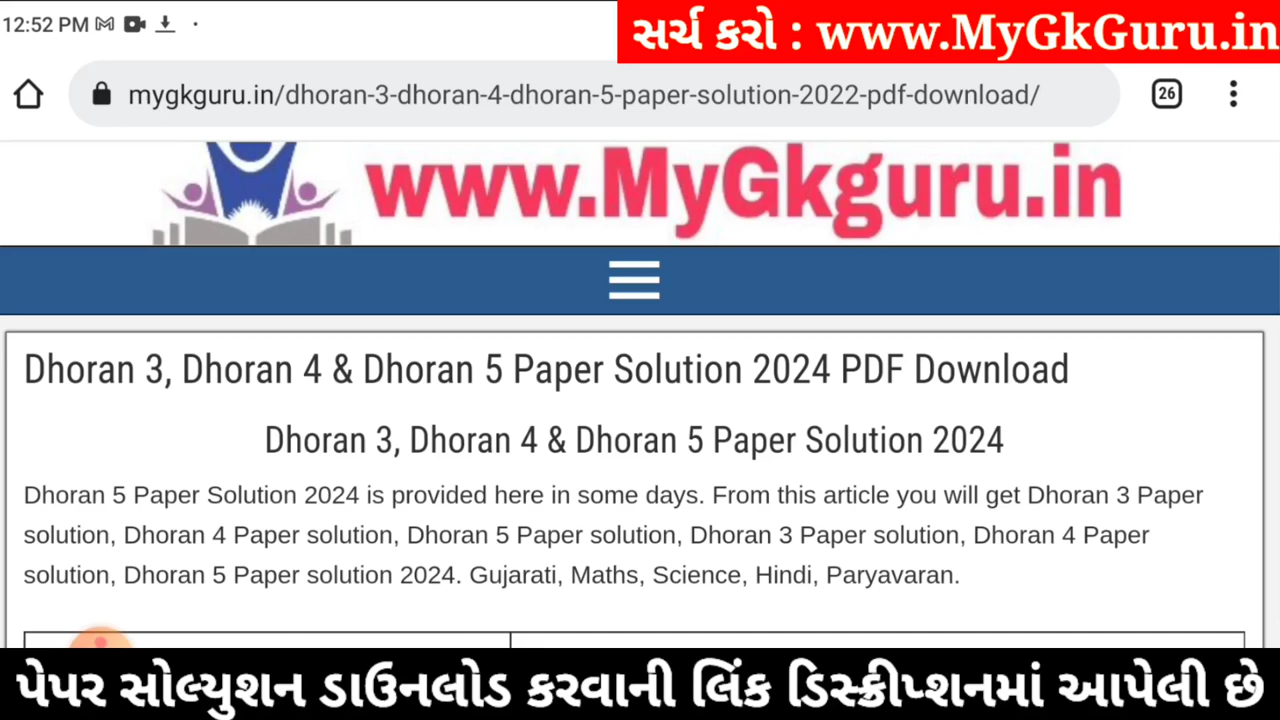 12:52 PM
સર્ચ કરો : www.MyGkGuru.in
mygkguru.in/dhoran-3-dhoran-4-dhoran-5-paper-solution-2022-pdf-download/
26
www.MyGkguru.in
Dhoran 3, Dhoran 4 & Dhoran 5 Paper Solution 2024 PDF Download
Dhoran 3, Dhoran 4 & Dhoran 5 Paper Solution 2024
Dhoran 5 Paper Solution 2024 is provided here in some days. From this article you will get Dhoran 3 Paper
solution, Dhoran 4 Paper solution, Dhoran 5 Paper solution, Dhoran 3 Paper solution, Dhoran 4 Paper
solution, Dhoran 5 Paper solution 2024. Gujarati, Maths, Science, Hindi, Paryavaran.
પેપર સોલ્યુશન ડાઉનલોડ કરવાની લિંક ડિસ્ક્રીપ્શનમાં આપેલી છે